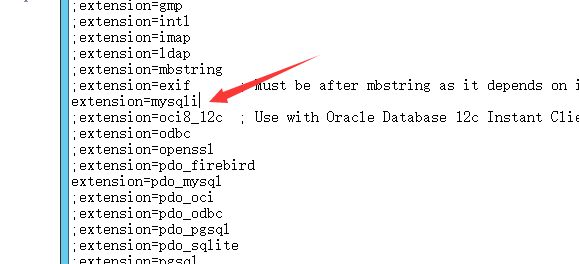 ;extension=gmp
;extension=intl
;extension=imap
;extension=ldap
;extension=mbstring
;extension=exif ; Must be after mbstring as it depends on i
extension=mysqli
;extension=oci8_12c ; Use with Oracle Database 12c Instant Clie
;extension=odbc
;extension=openssl
;extension=pdo_firebird
extension=pdo_mysql
;extension=pdo_oci
;extension=pdo_odbc
;extension=pdo_pgsql
;extension=pdo_sqlite
;extension=pgsql